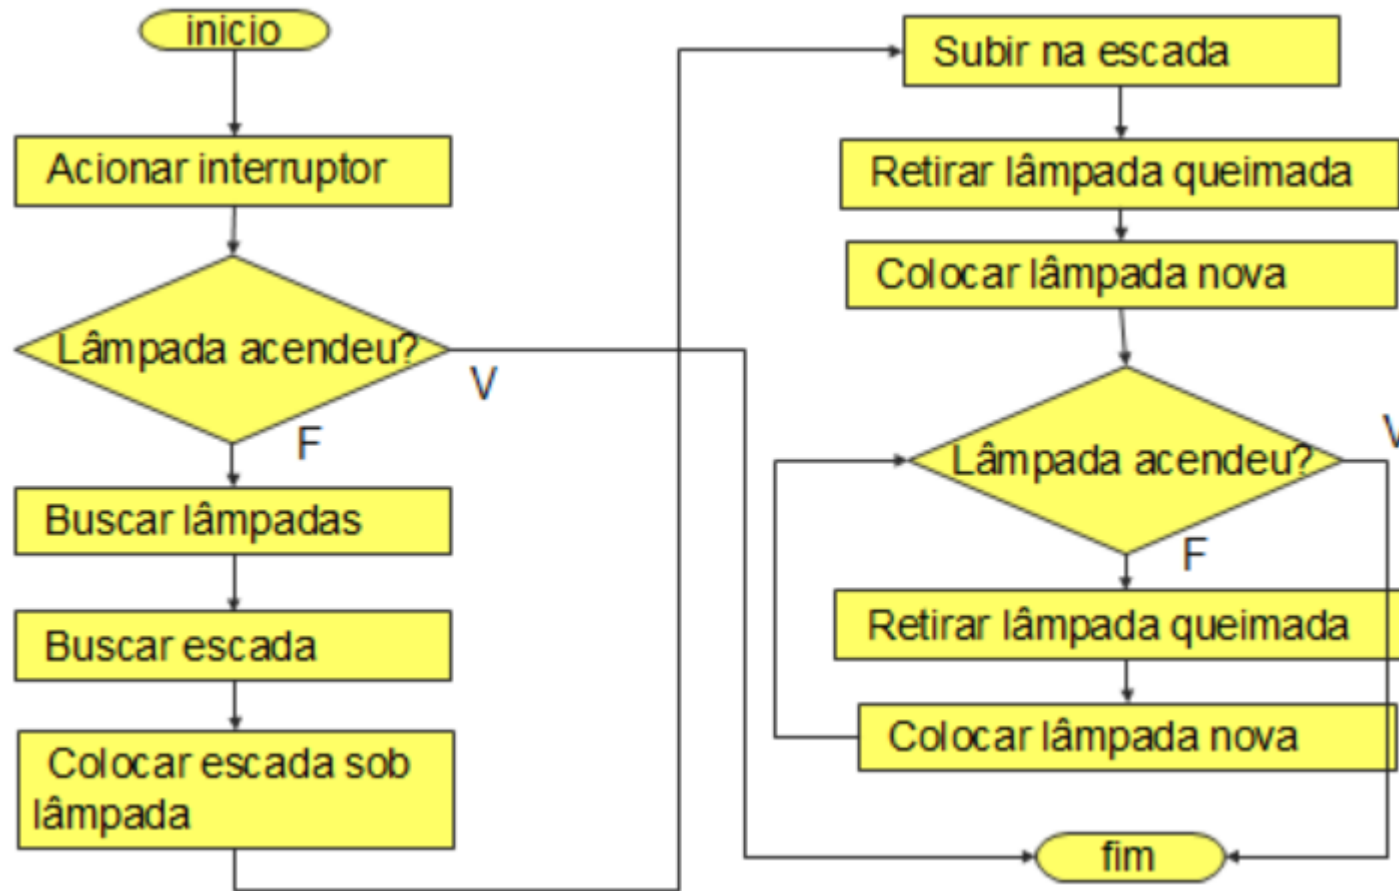 inicio
Acionar interruptor
Lâmpada acendeu?
V
F
Buscar lâmpadas
Buscar escada
Colocar escada sob
lâmpada
Subir na escada
Retirar lâmpada queimada
Colocar lâmpada nova
Lâmpada acendeu?
V
F
Retirar lâmpada queimada
Colocar lâmpada nova
fim